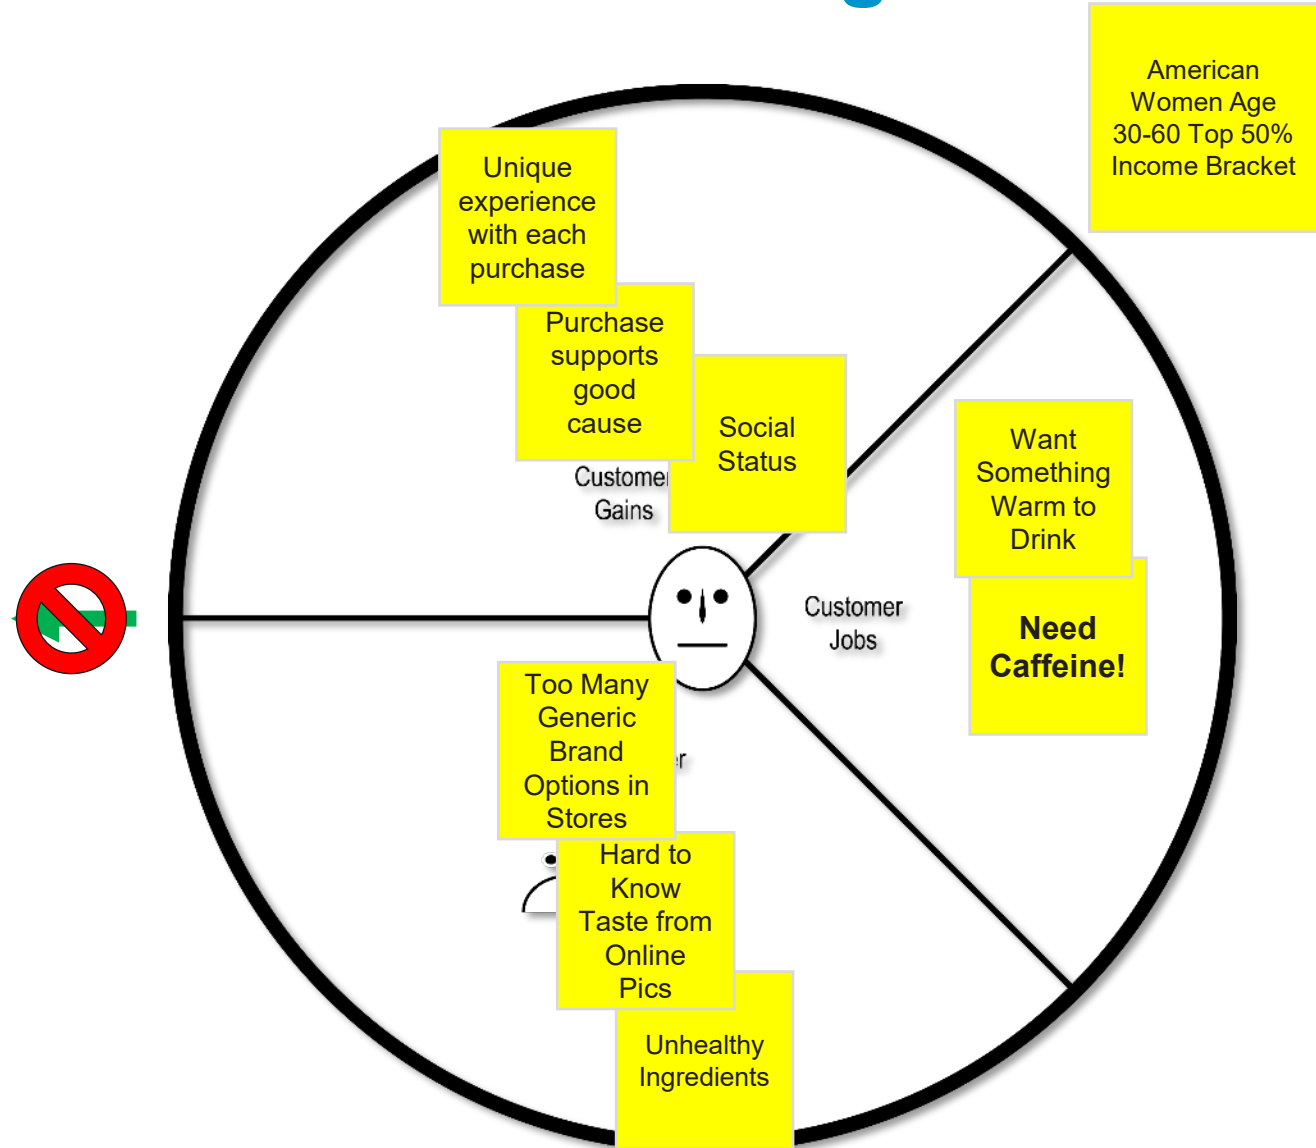 American
Women Age
30-60 Top 50%
Income Bracket
Unique
experience
with each
purchase
Purchase
supports
good
cause
Social
Status
Customer
Gains
Want
Something
Warm to
Drink
Need
Caffeine!
Customer
Jobs
Too Many
Generic
Brand
Options in
Stores
Hard to
Know
Taste from
Online
Pics
Unhealthy
Ingredients